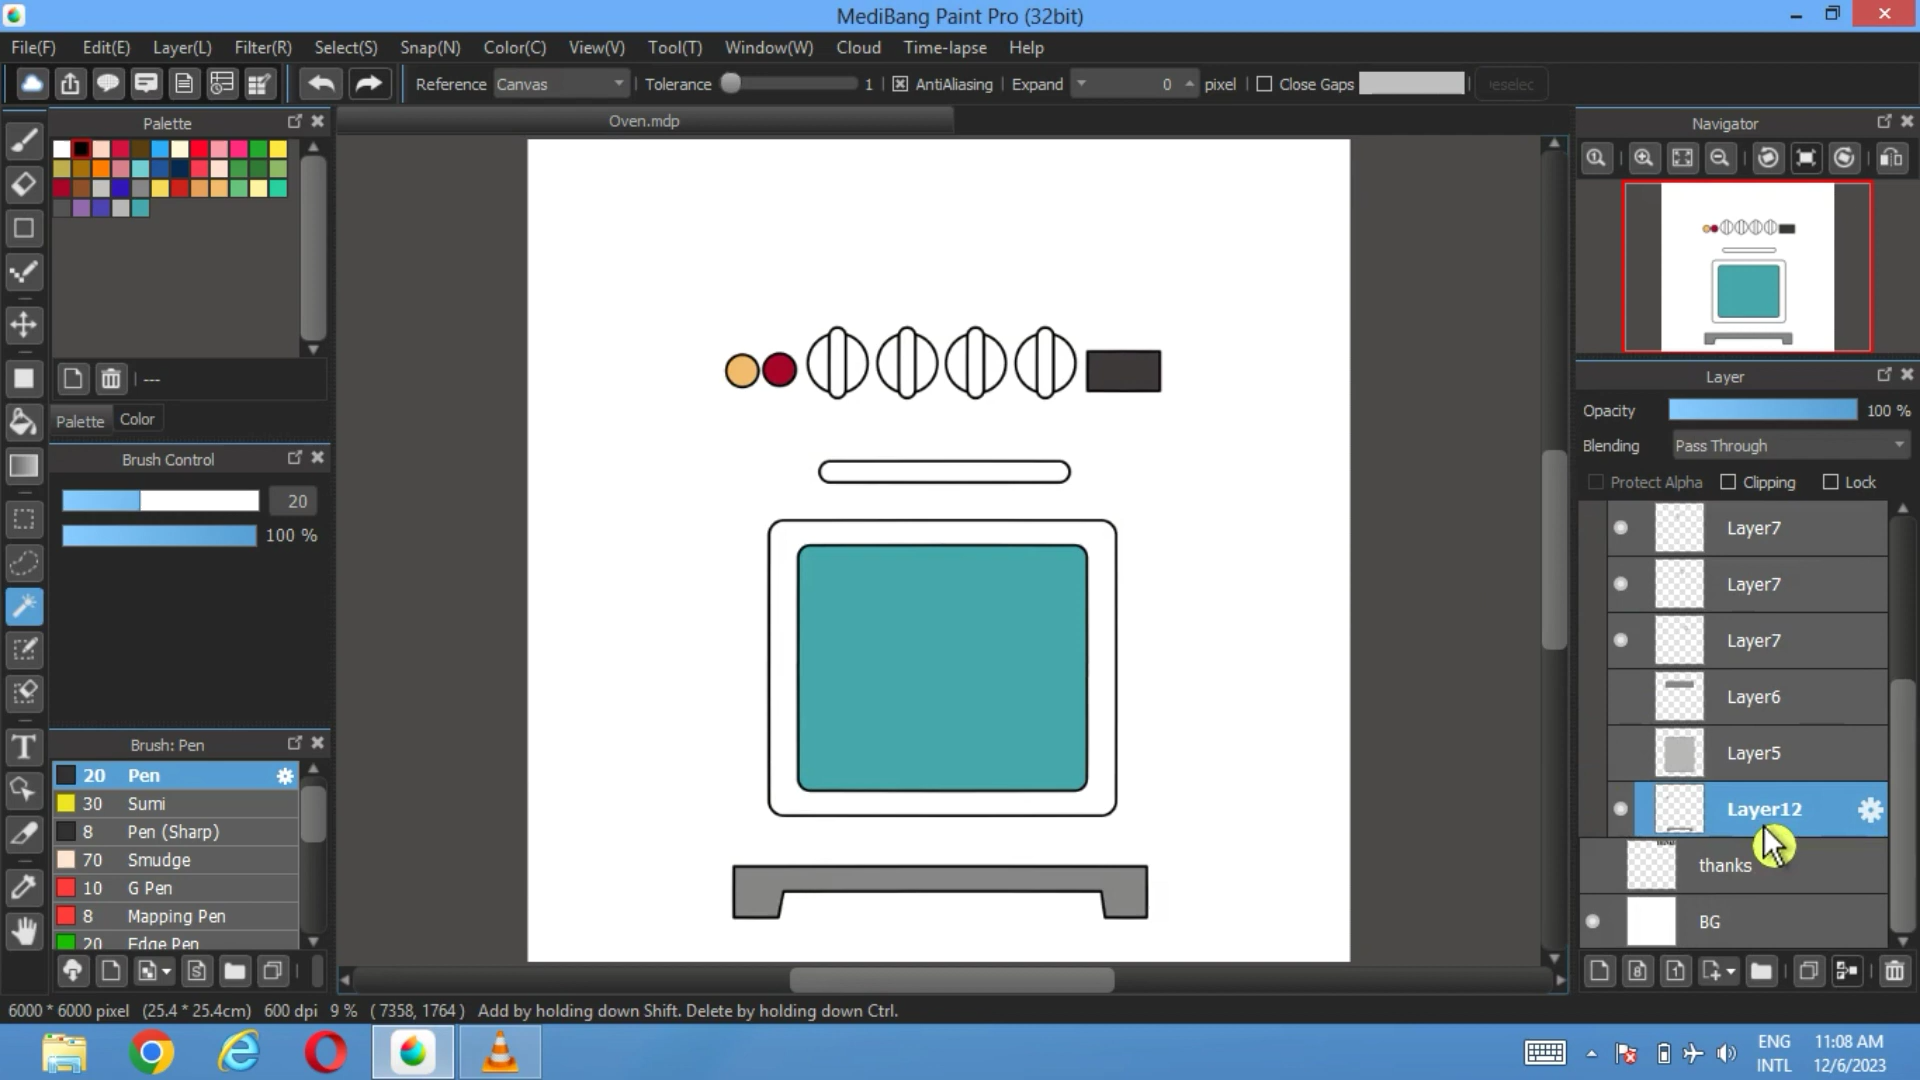 MediBang Paint Pro (32bit)
File(F) Edit(E) Layer(L) Filter(R) Select(S) Snap(N) Color(C) View(V) Tool(T) Window(W) Cloud Time-lapse Help
Reference Canvas Tolerance 1 AntiAliasing Expand 0 pixel Close Gaps eselec
Palette
Oven.mdp
Navigator
---
Palette Color
Layer
Opacity 100 %
Blending Pass Through
Protect Alpha Clipping Lock
Brush Control
20
100 %
Layer7
Layer7
Layer7
Layer6
Layer5
Layer12
thanks
BG
Brush: Pen
20 Pen
30 Sumi
8 Pen (Sharp)
70 Smudge
10 G Pen
8 Mapping Pen
20 Edge Pen
6000 * 6000 pixel (25.4 * 25.4cm) 600 dpi 9 % ( 7358, 1764 ) Add by holding down Shift. Delete by holding down Ctrl.
ENG 11:08 AM
INTL 12/6/2023